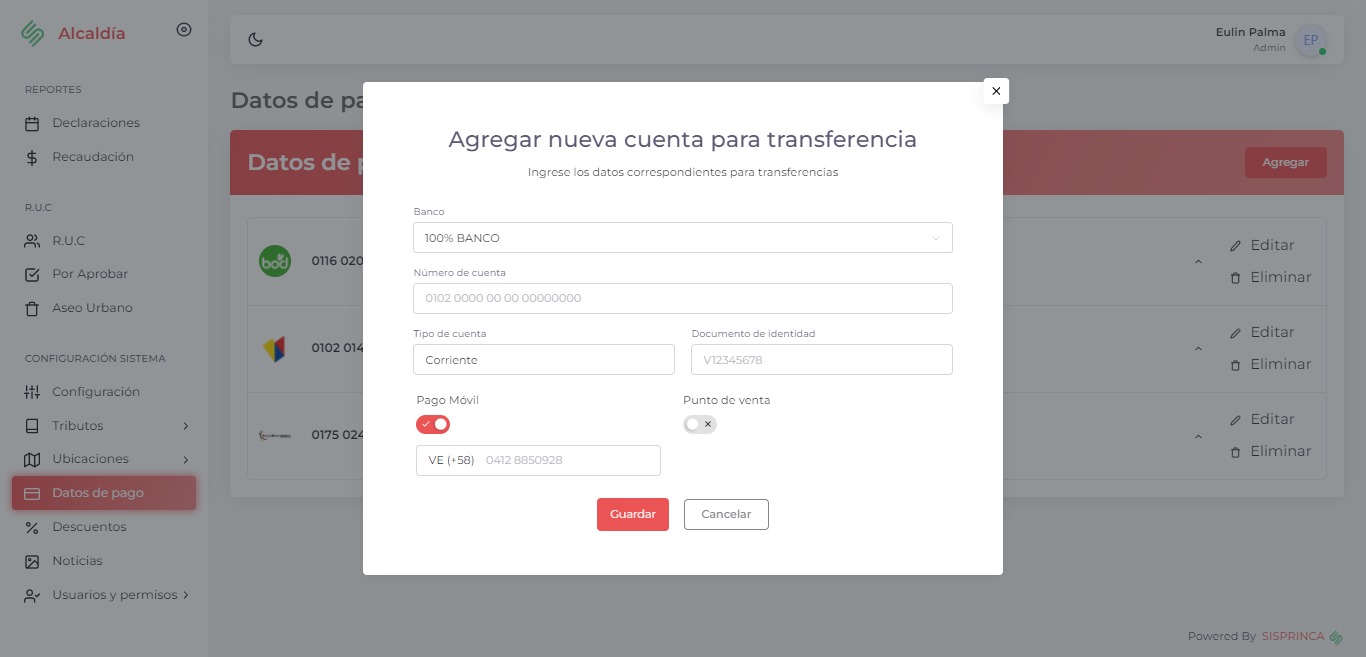 Alcaldía
Eulin Palma
Admin
EP
REPORTES
Declaraciones
Recaudación
R.U.C
R.U.C
Por Aprobar
Aseo Urbano
CONFIGURACIÓN SISTEMA
Configuración
Tributos
Ubicaciones
Datos de pago
Descuentos
Noticias
Usuarios y permisos
Datos de pa
Datos de p
Agregar
bod
0116 020
Editar
Eliminar
0102 014
Editar
Eliminar
0175 024
Editar
Eliminar
Agregar nueva cuenta para transferencia
Ingrese los datos correspondientes para transferencias
Banco
100% BANCO
Número de cuenta
0102 0000 00 00 00000000
Tipo de cuenta
Documento de identidad
Corriente
V12345678
Pago Móvil
Punto de venta
VE (+58) 0412 8850928
Guardar
Cancelar
Powered By SISPRINCA